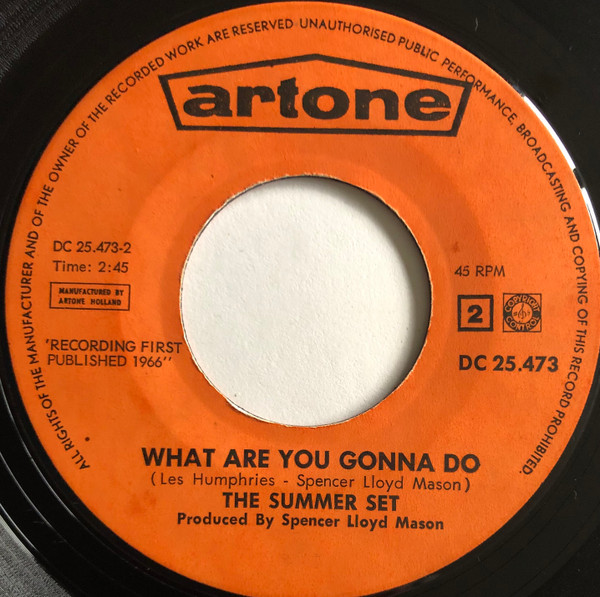 ALL RIGHTS OF THE MANUFACTURER AND OF THE OWNER OF THE RECORDED WORK ARE RESERVED UNAUTHORISED PUBLIC PERFORMANCE, BROADCASTING AND COPYING OF THIS RECORD PROHIBITED.
artone
DC 25.473-2
Time: 2:45
MANUFACTURED BY
ARTONE HOLLAND
"RECORDING FIRST
PUBLISHED 1966"
45 RPM
2
COPYRIGHT
CONTROL
DC 25.473
WHAT ARE YOU GONNA DO
(Les Humphries - Spencer Lloyd Mason)
THE SUMMER SET
Produced By Spencer Lloyd Mason